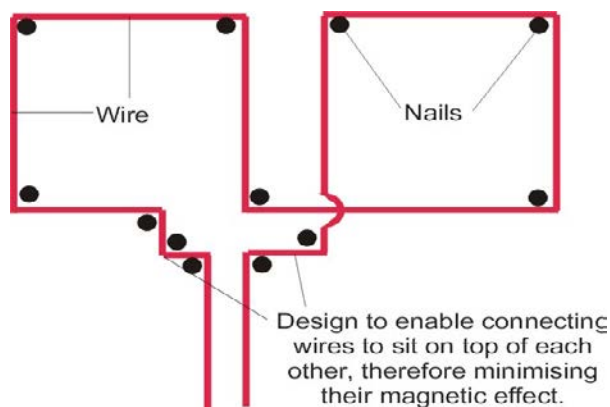 Wire
Nails
Design to enable connecting
wires to sit on top of each
other, therefore minimising
their magnetic effect.